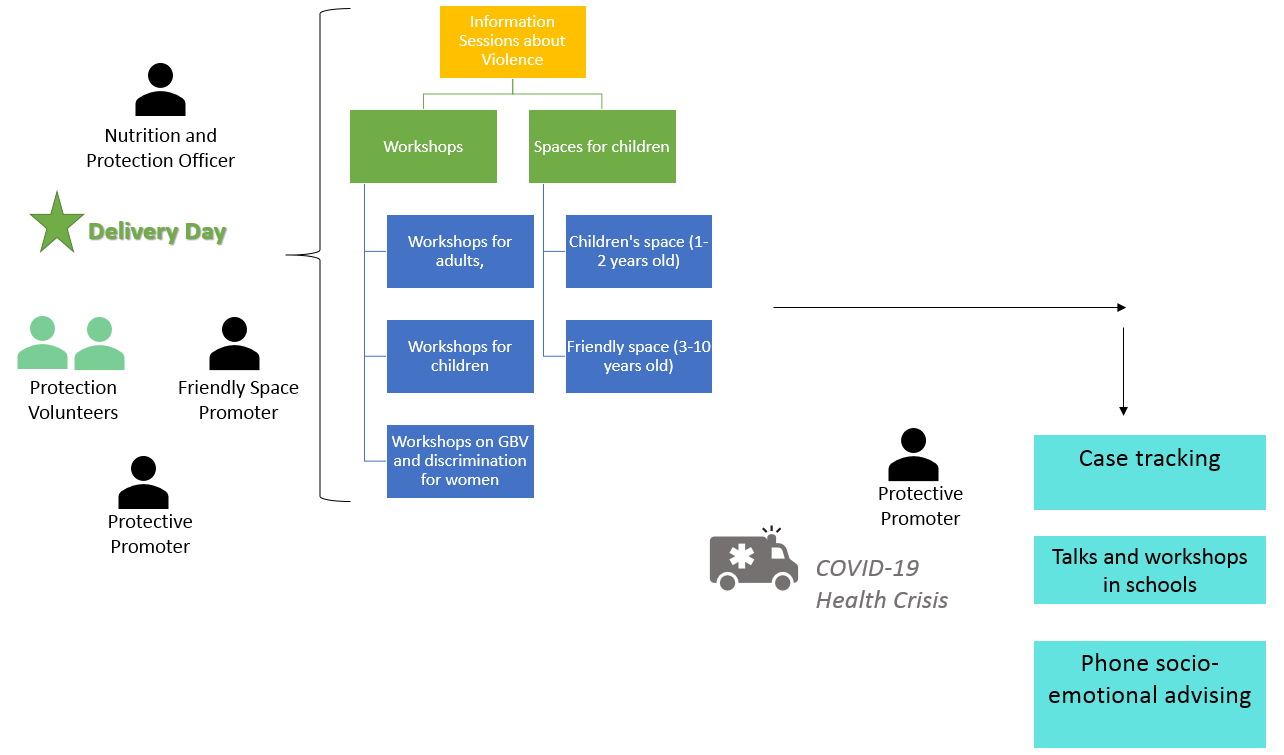 Information
Sessions about
Violence
Nutrition and
Protection Officer
Workshops
Spaces for children
Delivery Day
Workshops for
adults,
Children's space (1-
2 years old)
Workshops for
children
Friendly space (3-10
years old)
Protection
Volunteers
Friendly Space
Promoter
Workshops on GBV
and discrimination
for women
Protective
Promoter
Protective
Promoter
Case tracking
COVID-19
Health Crisis
Talks and workshops
in schools
Phone socio-
emotional advising